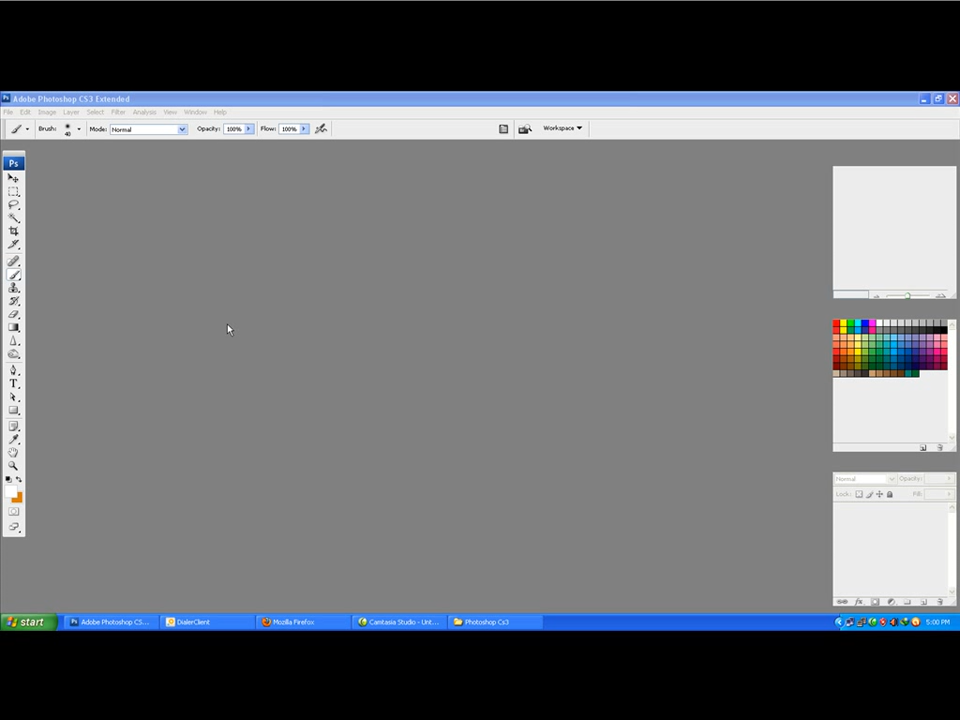 Ps Adobe Photoshop CS3 Extended
File Edit Image Layer Select Filter Analysis View Window Help
Brush: 40 Mode: Normal Opacity: 100% Flow: 100% Workspace
Ps
T
Normal Opacity:
Lock: Fill:
start Adobe Photoshop CS... DialerClient Mozilla Firefox Camtasia Studio - Unt... Photoshop Cs3 5:00 PM